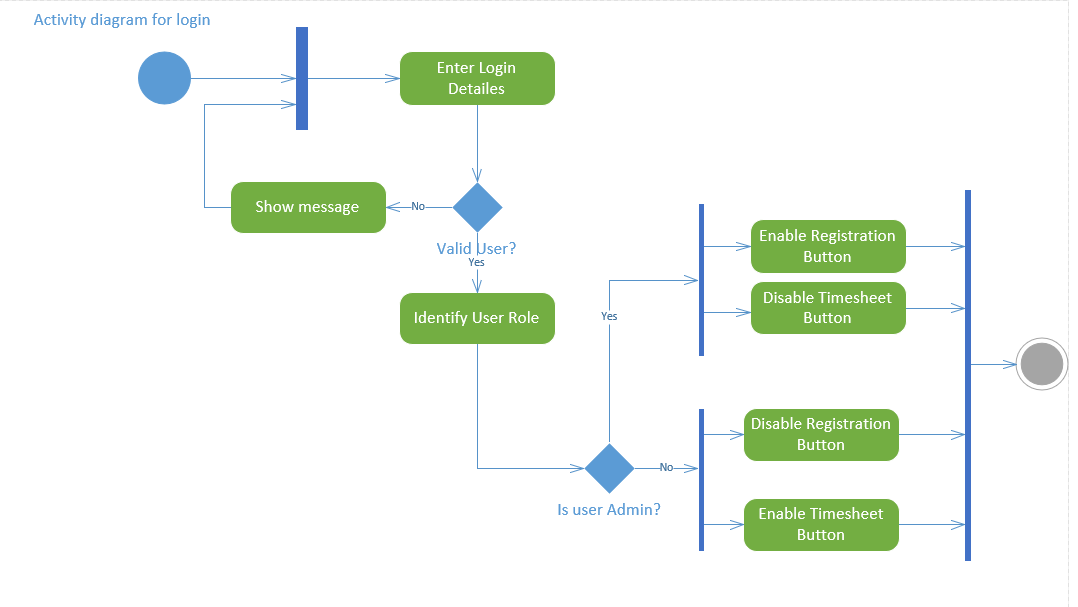 Activity diagram for login
Enter Login
Detailes
Show message
No
Valid User?
Yes
Identify User Role
Yes
Enable Registration
Button
Disable Timesheet
Button
Is user Admin?
No
Disable Registration
Button
Enable Timesheet
Button